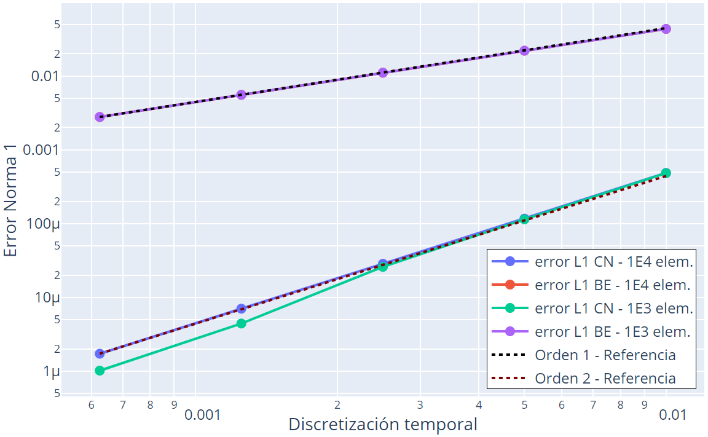 5
2
0.01
5
2
0.001
5
2
100μ
5
2
10μ
5
2
1μ
5
Error Norma 1
6 7 8 9 0.001 2 3 4 5 6 7 8 9 0.01
Discretización temporal
error L1 CN - 1E4 elem.
error L1 BE - 1E4 elem.
error L1 CN - 1E3 elem.
error L1 BE - 1E3 elem.
Orden 1 - Referencia
Orden 2 - Referencia